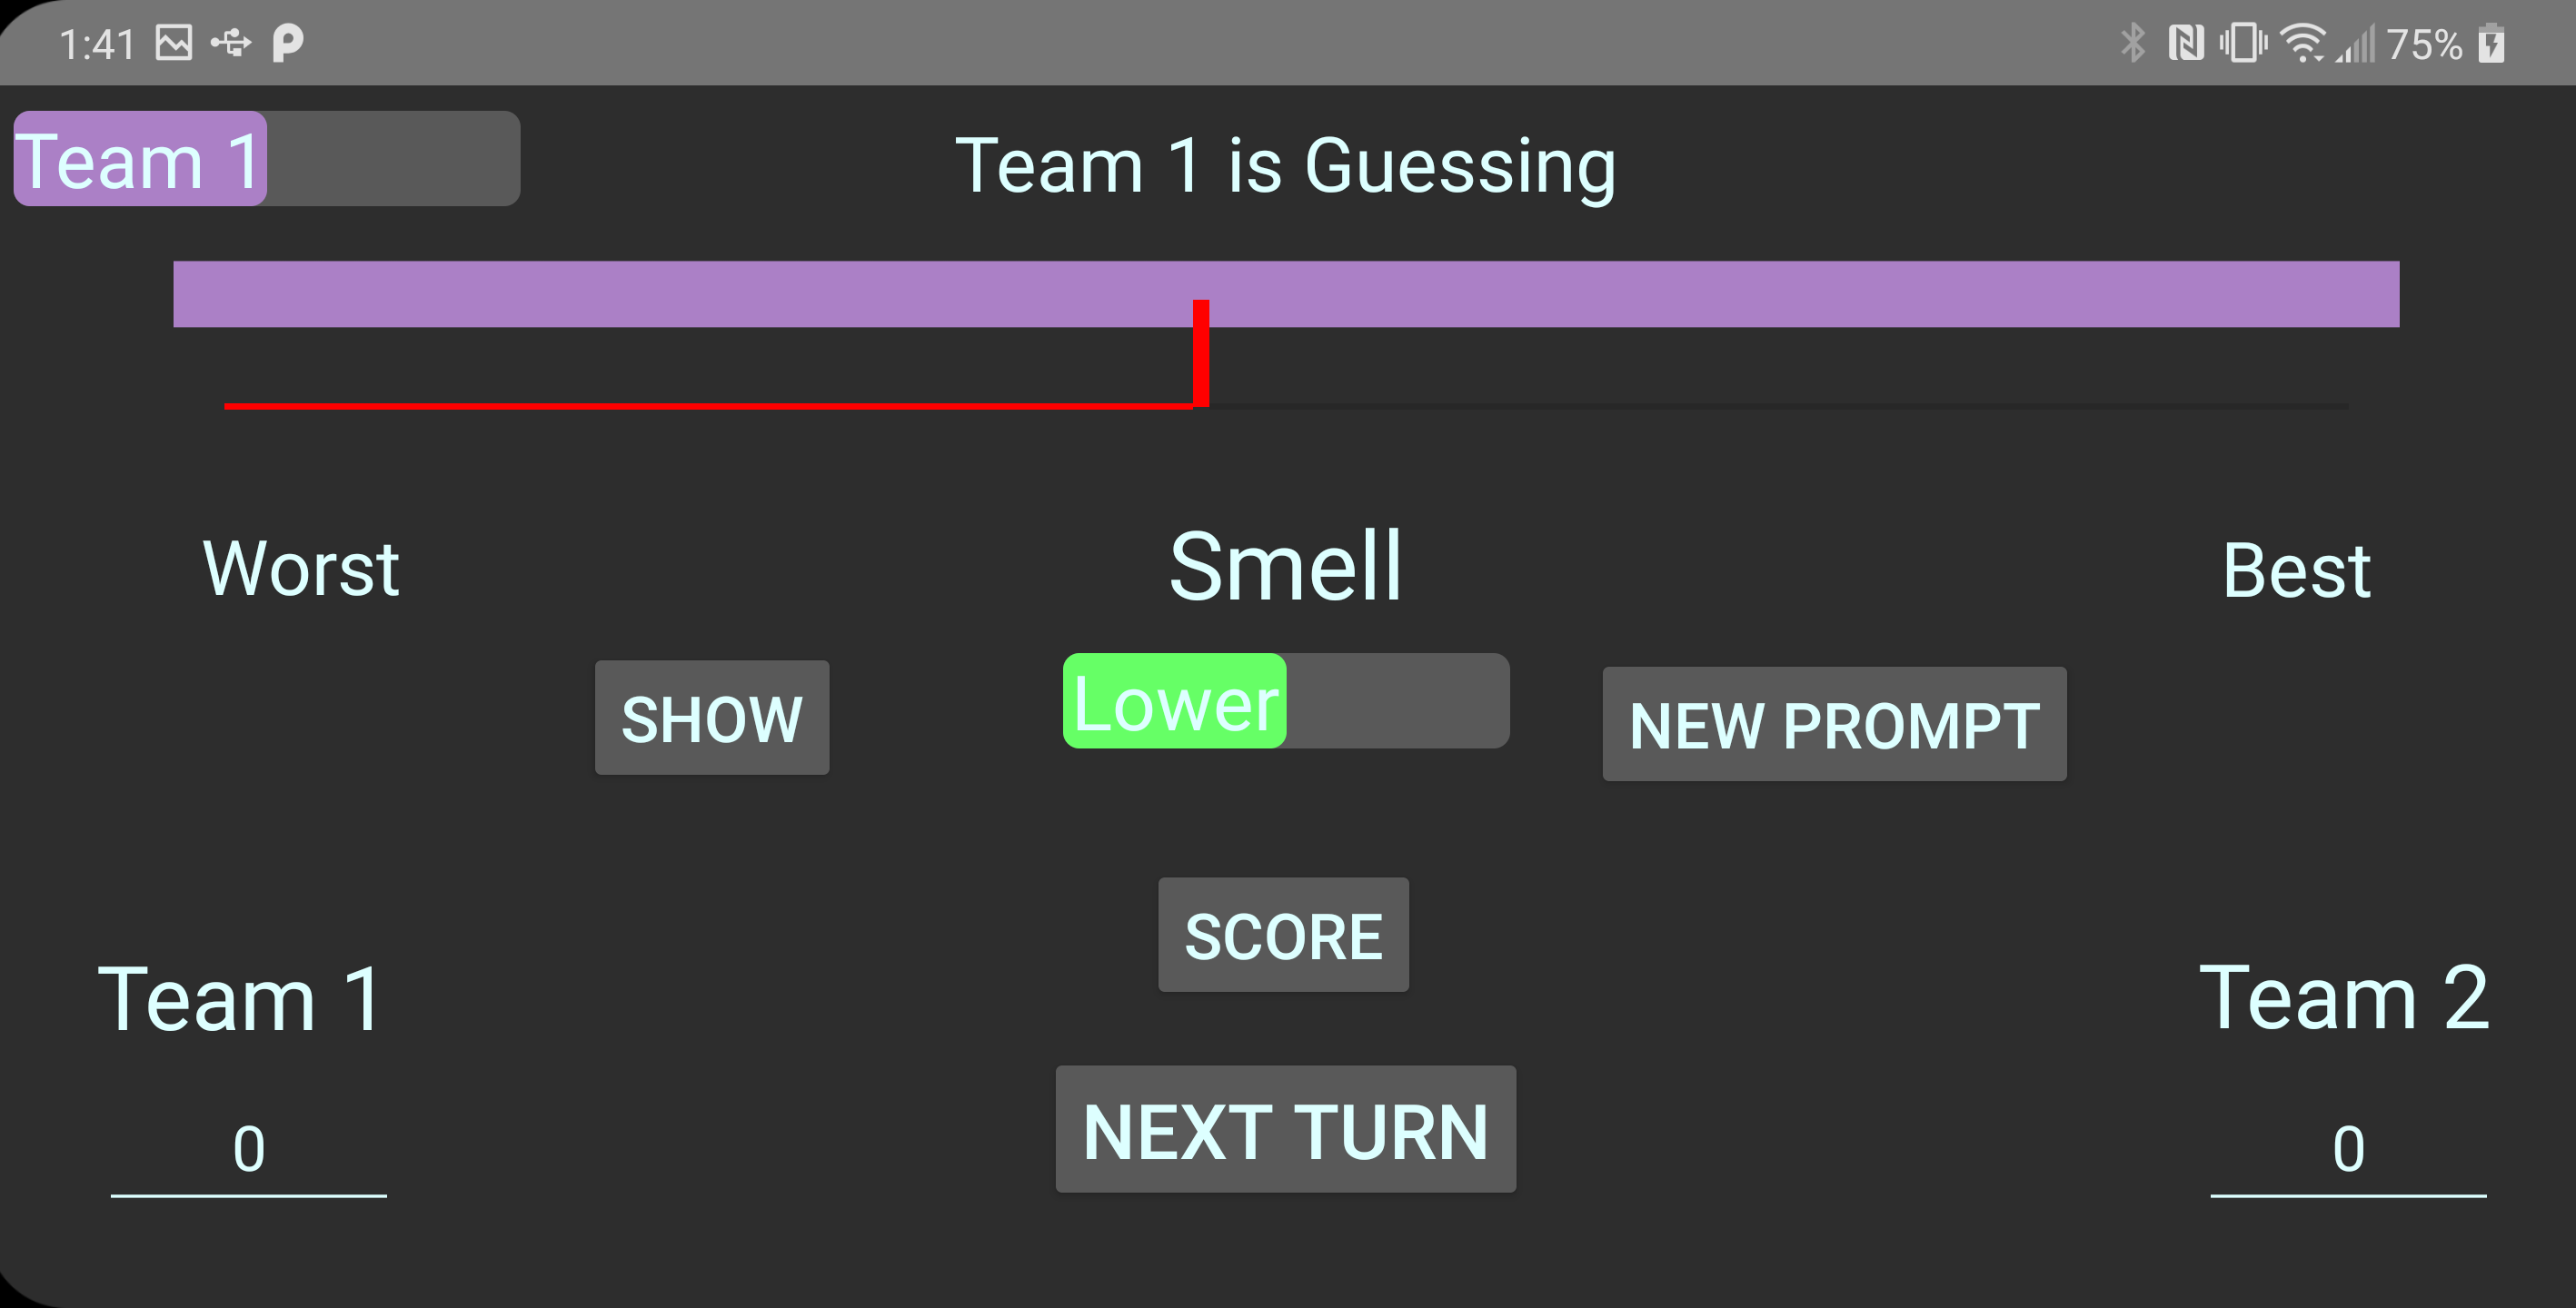 1:41 75%
Team 1
Team 1 is Guessing
Worst Smell Best
SHOW Lower NEW PROMPT
SCORE
Team 1 Team 2
NEXT TURN
0 0